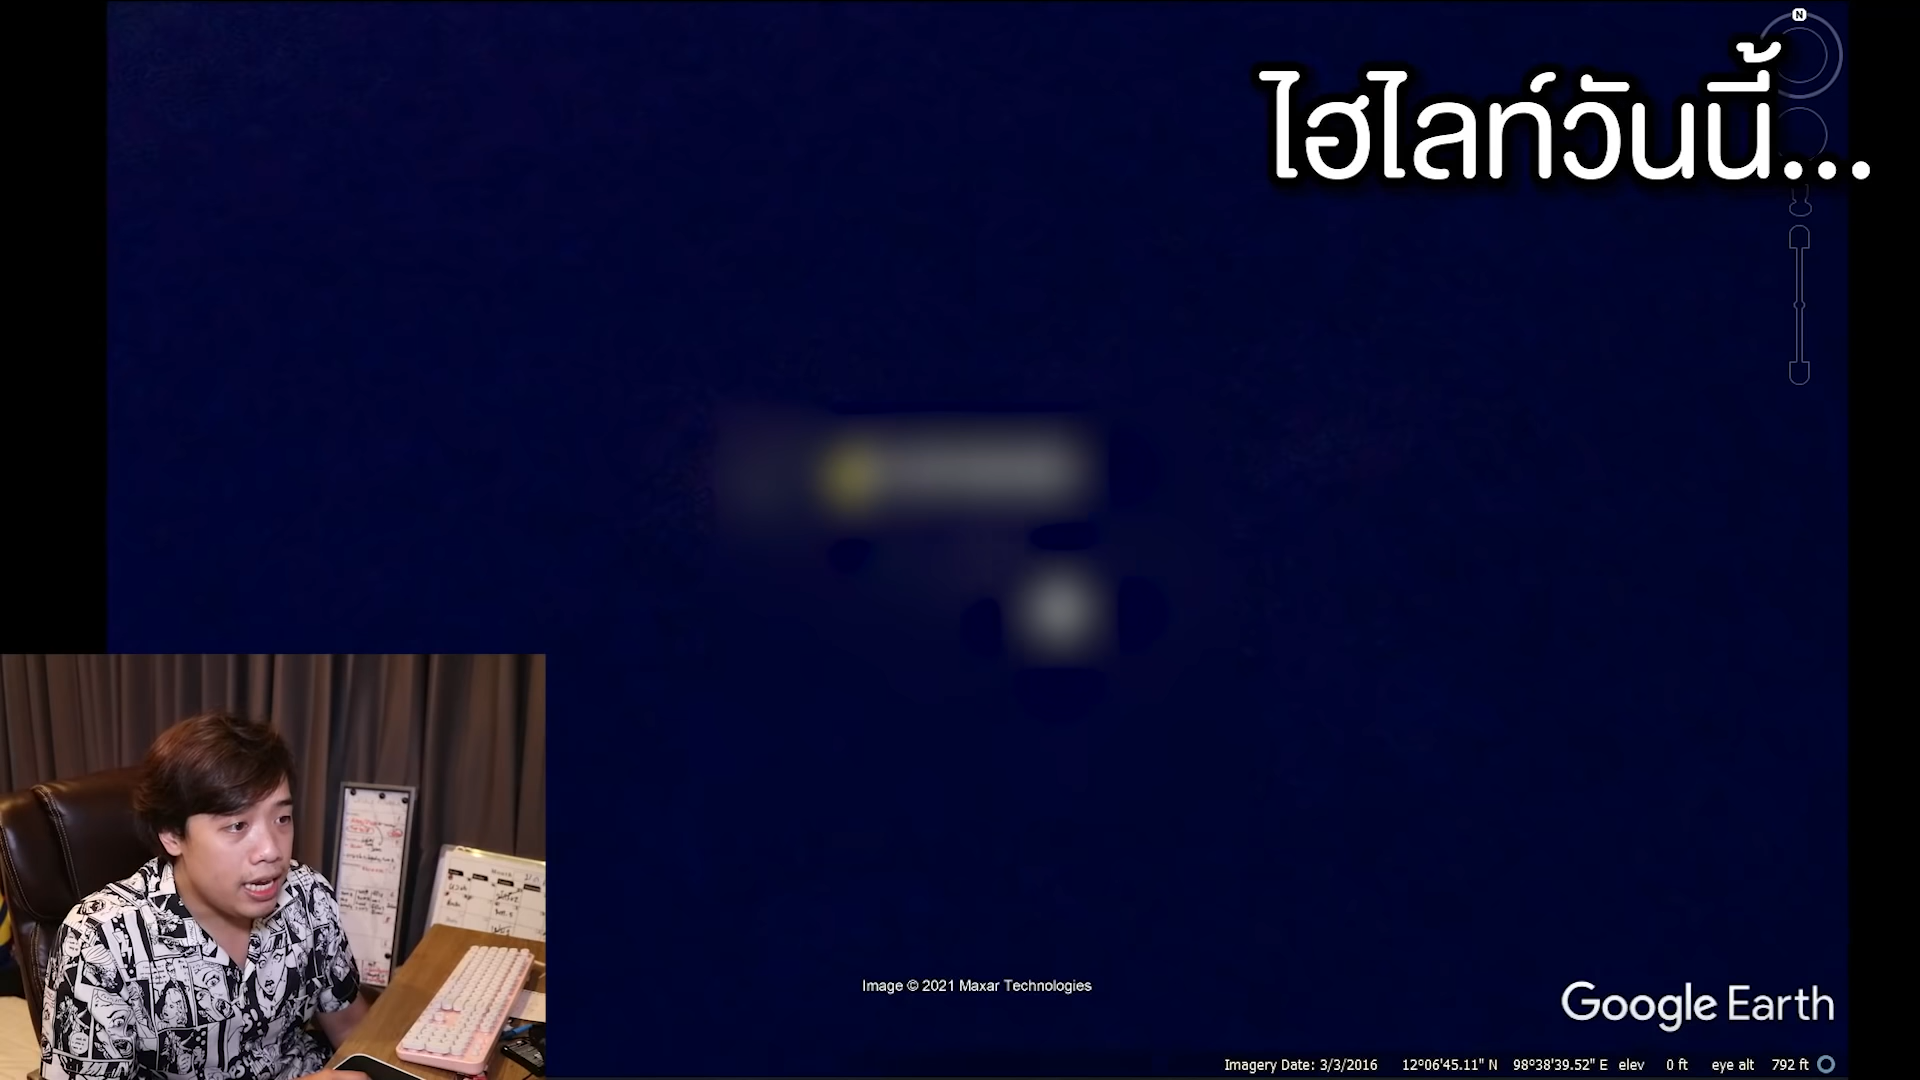 N
ไฮไลท์วันนี้...
Image © 2021 Maxar Technologies
Google Earth
Imagery Date: 3/3/2016 12°06'45.11" N 98°38'39.52" E elev 0 ft eye alt 792 ft